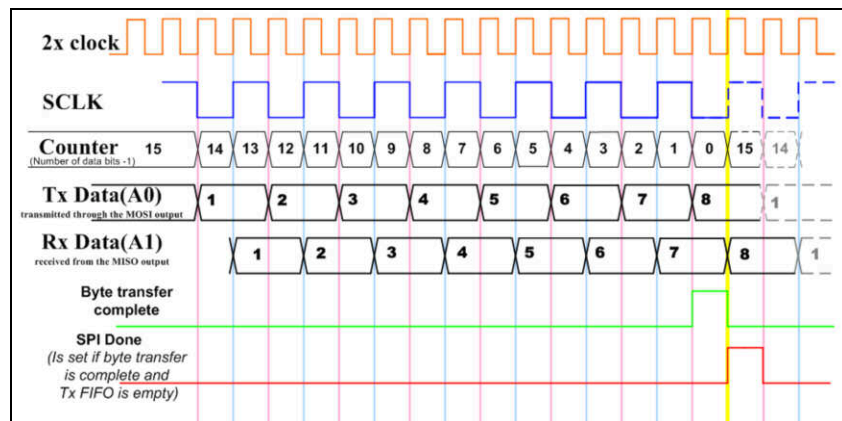 2x clock
SCLK
Counter 15 14 13 12 11 10 9 8 7 6 5 4 3 2 1 0 15 14
(Number of data bits -1)
Tx Data(A0) 1 2 3 4 5 6 7 8 1
transmitted through the MOSI output
Rx Data(A1) 1 2 3 4 5 6 7 8 1
received from the MISO output
Byte transfer
complete
SPI Done
(Is set if byte transfer
is complete and
Tx FIFO is empty)